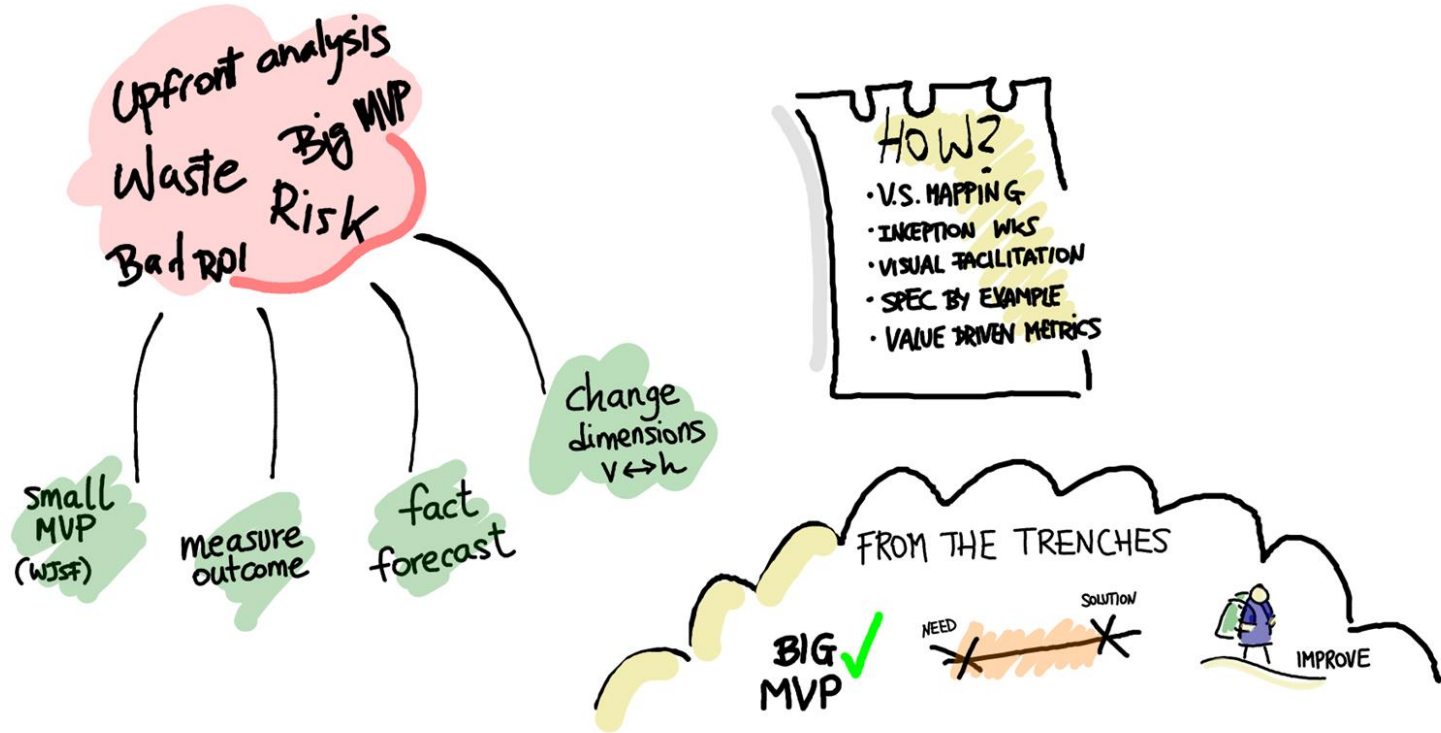 Upfront analysis
Big MVP
Waste
Risk
Bad ROI
small
MVP
(WJSF)
measure
outcome
fact
forecast
change
dimensions
V↔h
HOW?
· V.S. MAPPING
· INCEPTION WKS
· VISUAL FACILITATION
· SPEC BY EXAMPLE
· VALUE DRIVEN METRICS
FROM THE TRENCHES
BIG
MVP
NEED
SOLUTION
IMPROVE